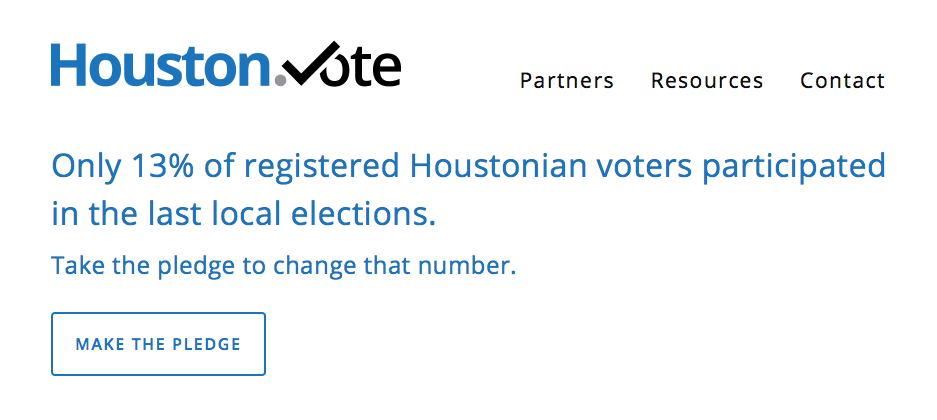 Houston.vote
Partners Resources Contact
Only 13% of registered Houstonian voters participated
in the last local elections.
Take the pledge to change that number.
MAKE THE PLEDGE